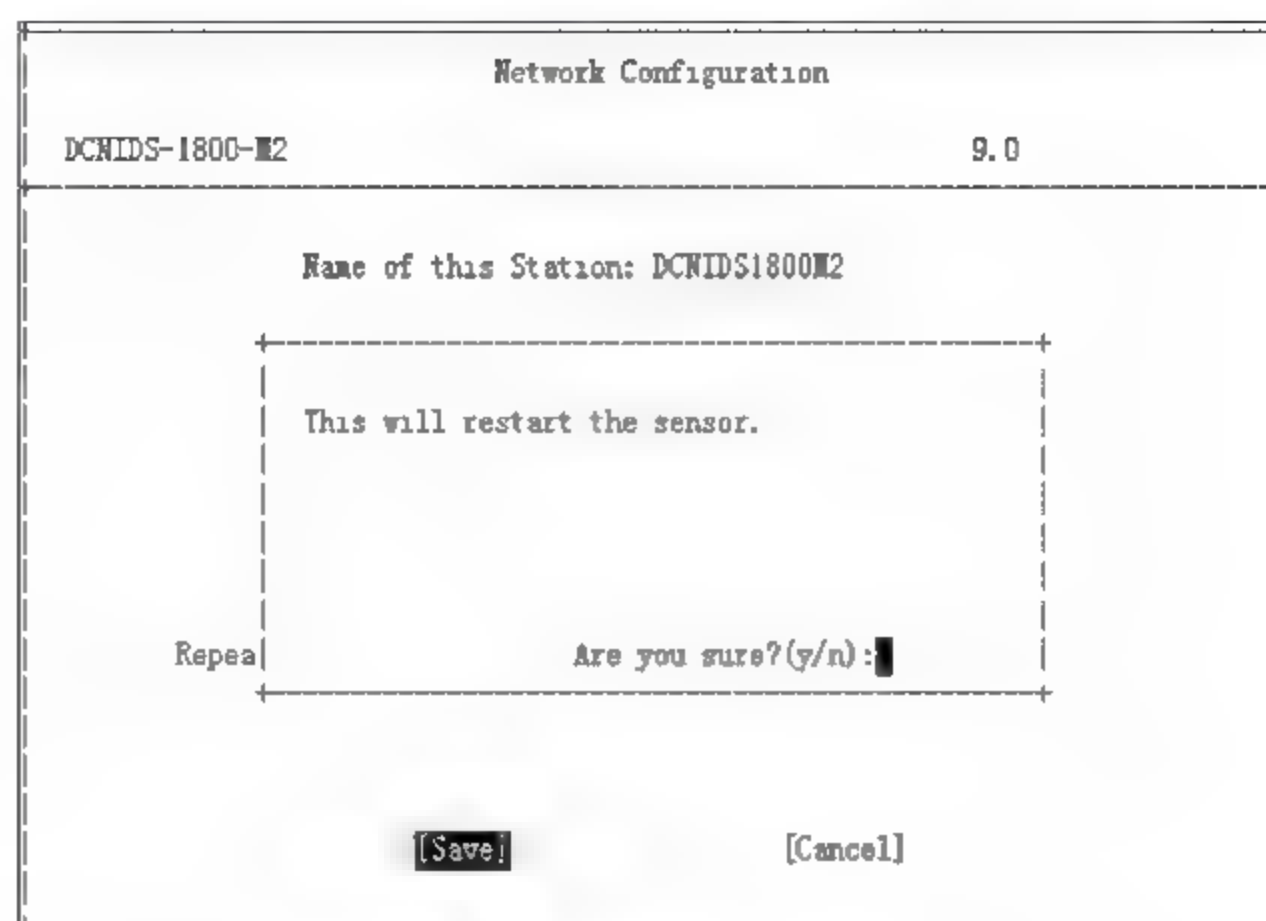 Network Configuration
DCNIDS-1800-M2 9.0
Name of this Station: DCNIDS1800M2
This will restart the sensor.
Repea
Are you sure?(y/n):
[Save] [Cancel]